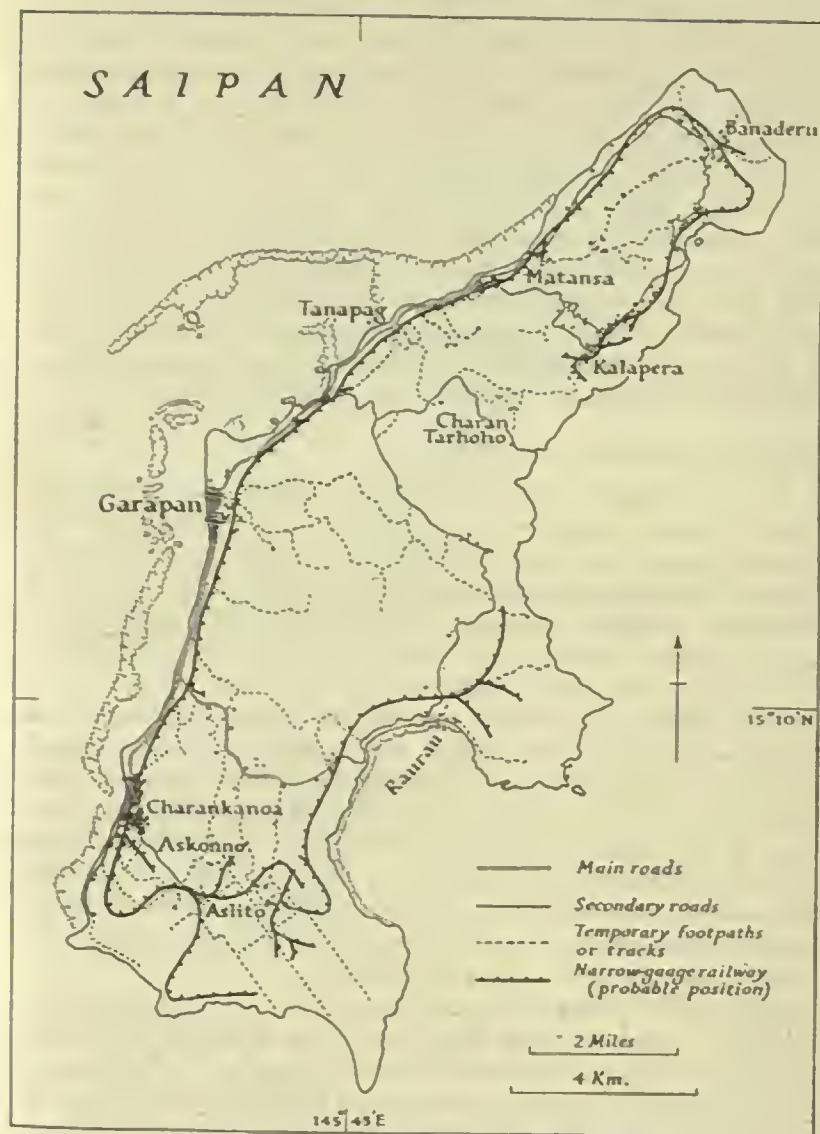 SAIPAN
Banaderu
Matansa
Tanapag
Kalapera
Charan
Tarhoho
Garapan
15°10'N
Rauran
Charankanoa
Askonno
Aslito
Main roads
Secondary roads
Temporary footpaths
or tracks
Narrow-gauge railway
(probable position)
2 Miles
4 Km.
145°45'E